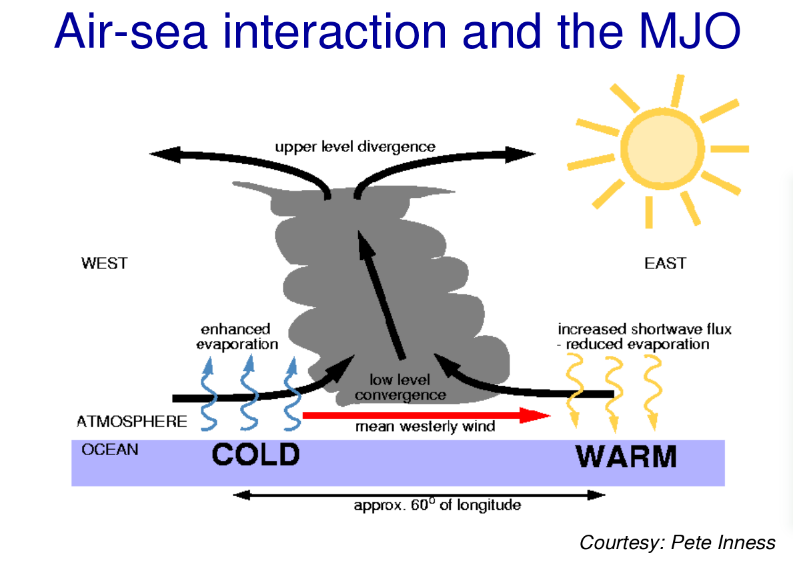 Air-sea interaction and the MJO
upper level divergence
WEST
EAST
enhanced
evaporation
increased shortwave flux
- reduced evaporation
low level
convergence
ATMOSPHERE
mean westerly wind
OCEAN
COLD
WARM
approx. 60⁰ of longitude
Courtesy: Pete Inness